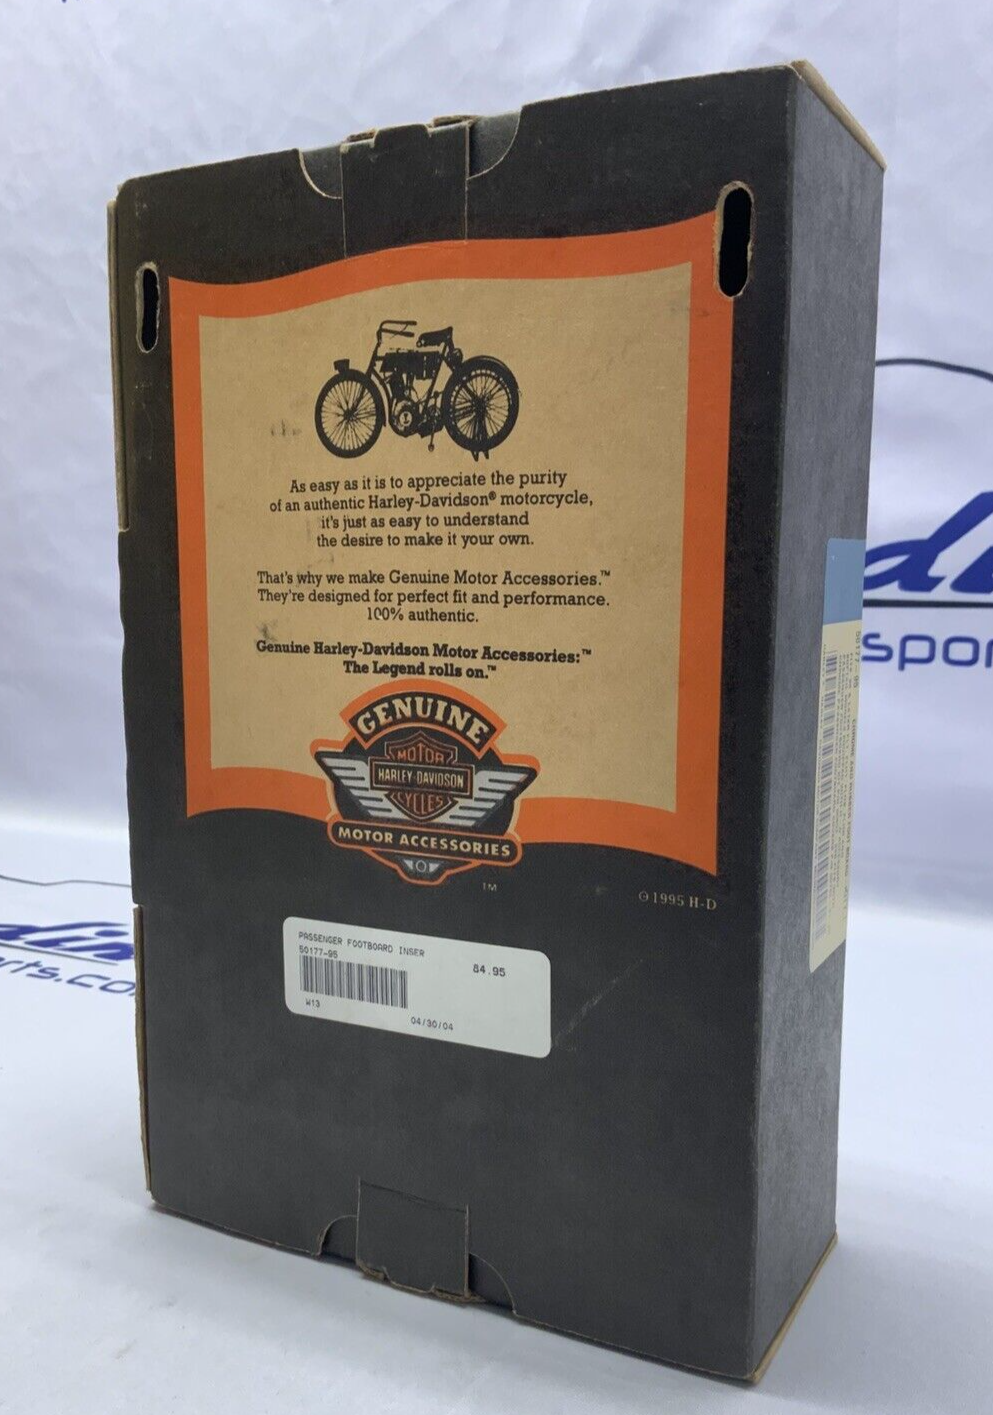 As easy as it is to appreciate the purity
of an authentic Harley-Davidson® motorcycle,
it's just as easy to understand
the desire to make it your own.
That's why we make Genuine Motor Accessories.™
They're designed for perfect fit and performance.
100% authentic.
Genuine Harley-Davidson Motor Accessories:™
The Legend rolls on.™
GENUINE
MOTOR
HARLEY-DAVIDSON
CYCLES
MOTOR ACCESSORIES
TM
©1995 H-D
PASSENGER FOOTBOARD INSER
50177-95
84.95
W13
04/30/04
50177-95